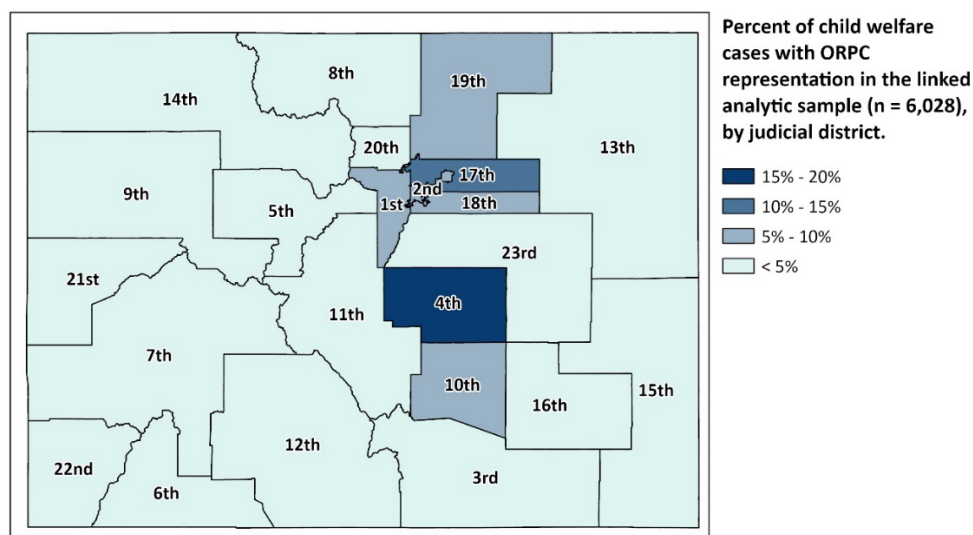 Percent of child welfare
cases with ORPC
representation in the linked
analytic sample (n = 6,028),
by judicial district.
15% - 20%
10% - 15%
5% - 10%
< 5%
8th
19th
14th
13th
20th
17th
9th
2nd
1st
18th
5th
23rd
21st
4th
11th
7th
10th
16th
15th
12th
22nd
3rd
6th